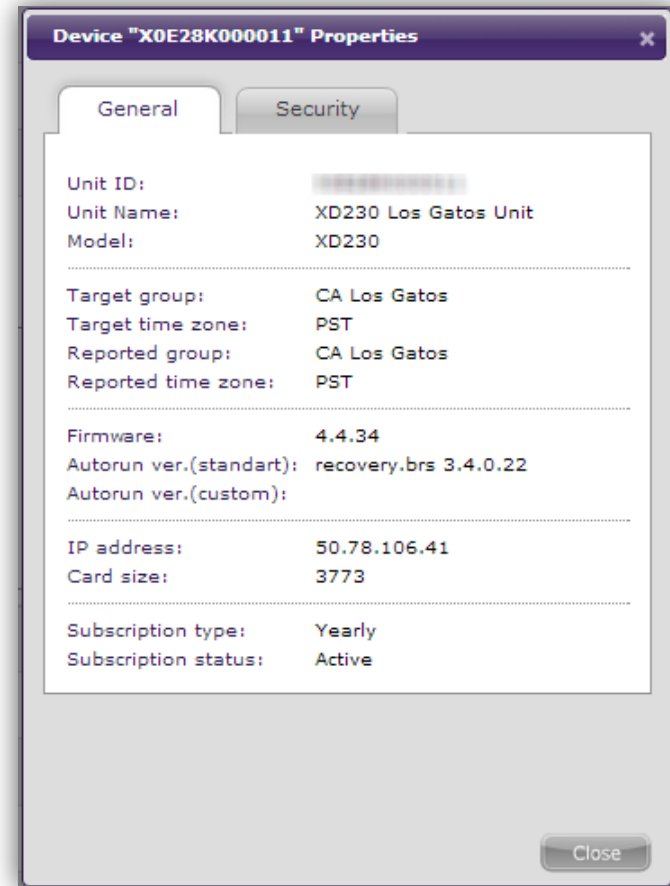 Device "X0E28K000011" Properties
General Security
Unit ID:
Unit Name: XD230 Los Gatos Unit
Model: XD230
Target group: CA Los Gatos
Target time zone: PST
Reported group: CA Los Gatos
Reported time zone: PST
Firmware: 4.4.34
Autorun ver.(standart): recovery.brs 3.4.0.22
Autorun ver.(custom):
IP address: 50.78.106.41
Card size: 3773
Subscription type: Yearly
Subscription status: Active
Close